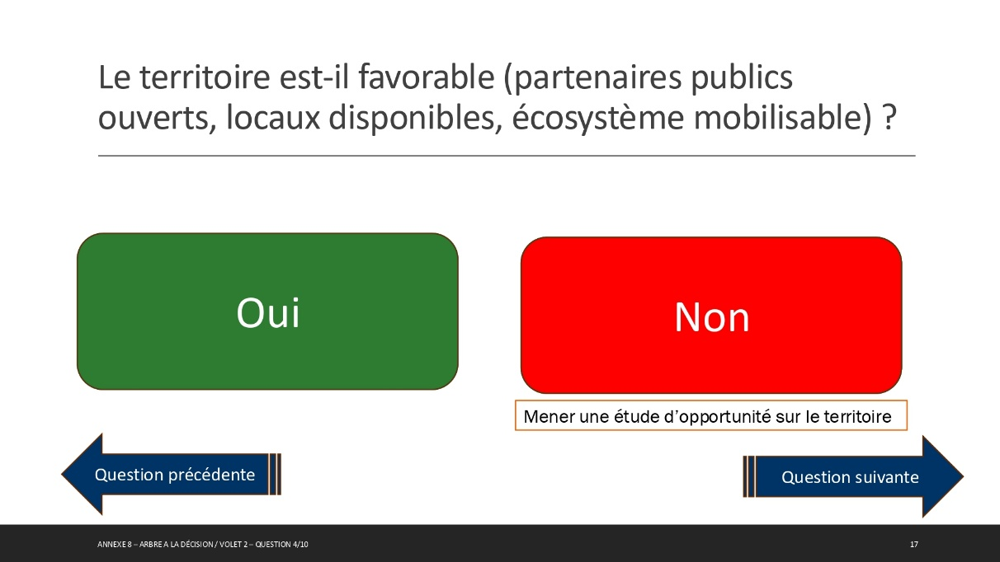 Le territoire est-il favorable (partenaires publics
ouverts, locaux disponibles, écosystème mobilisable) ?
Oui
Non
Mener une étude d’opportunité sur le territoire
Question précédente
Question suivante
ANNEXE 8 – ARBRE A LA DÉCISION / VOLET 2 – QUESTION 4/10
17